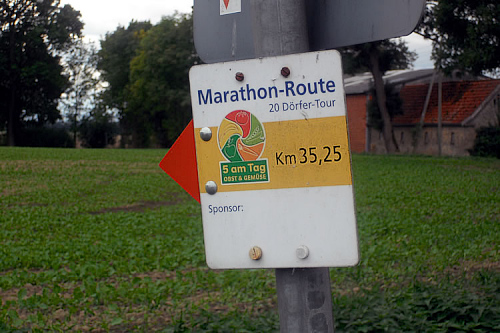 Marathon-Route
20 Dörfer-Tour
5 am Tag
OBST & GEMÜSE
Km 35,25
Sponsor: